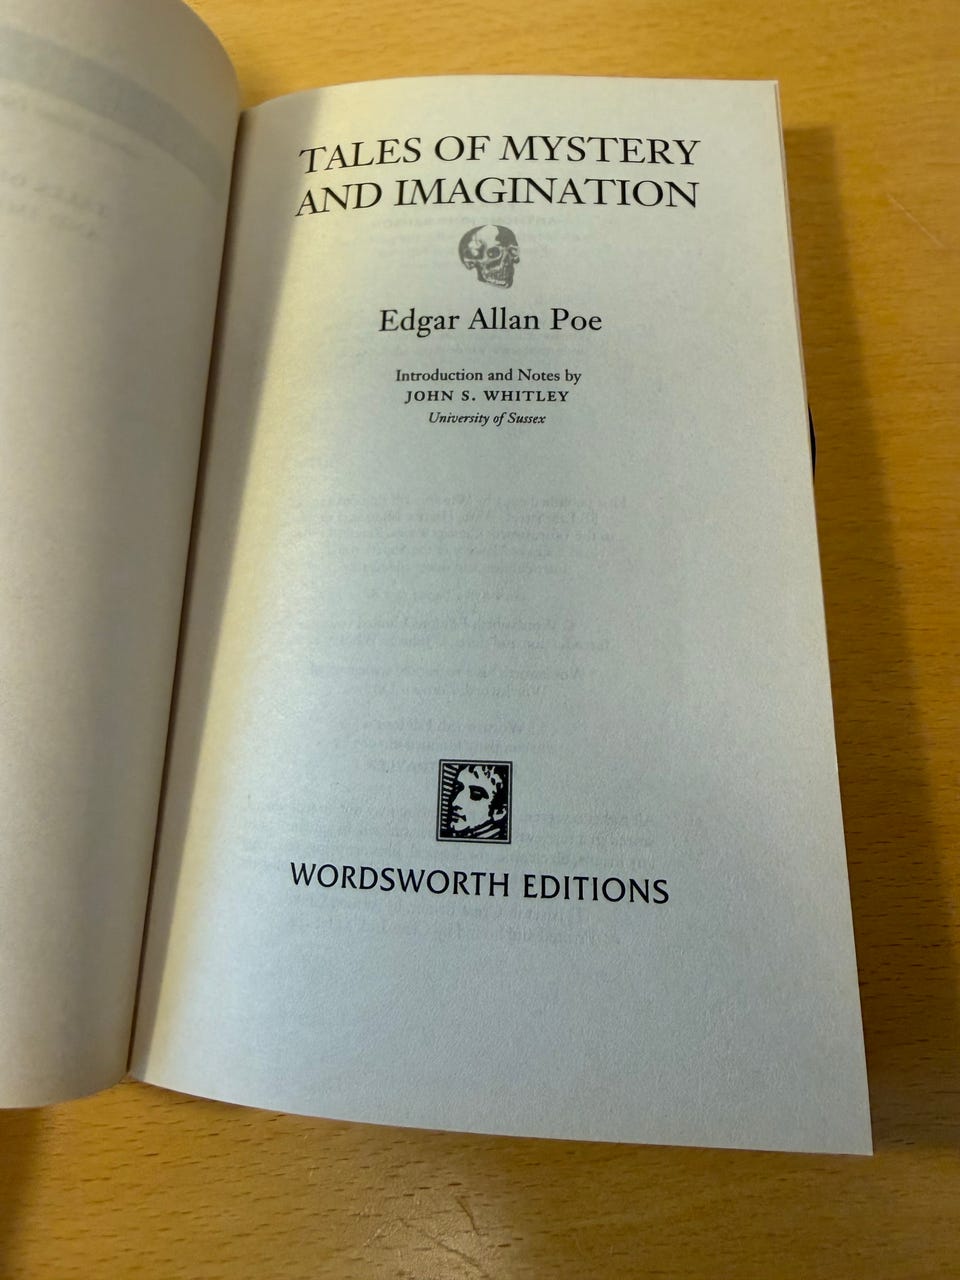 TALES OF MYSTERY
AND IMAGINATION
Edgar Allan Poe
Introduction and Notes by
JOHN S. WHITLEY
University of Sussex
WORDSWORTH EDITIONS